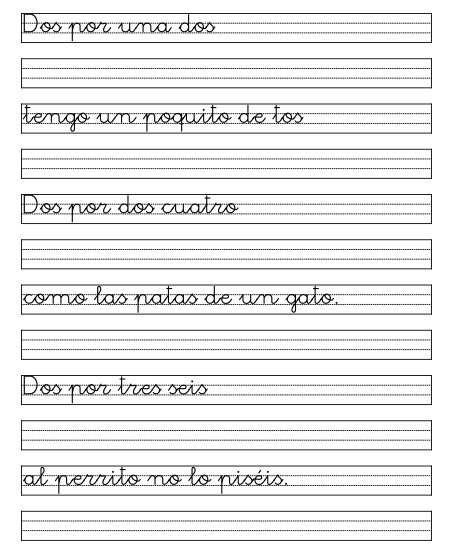 Dos por una dos
tengo un poquito de tos
Dos por dos cuatro
como las patas de un gato.
Dos por tres seis
al perrito no lo piséis.